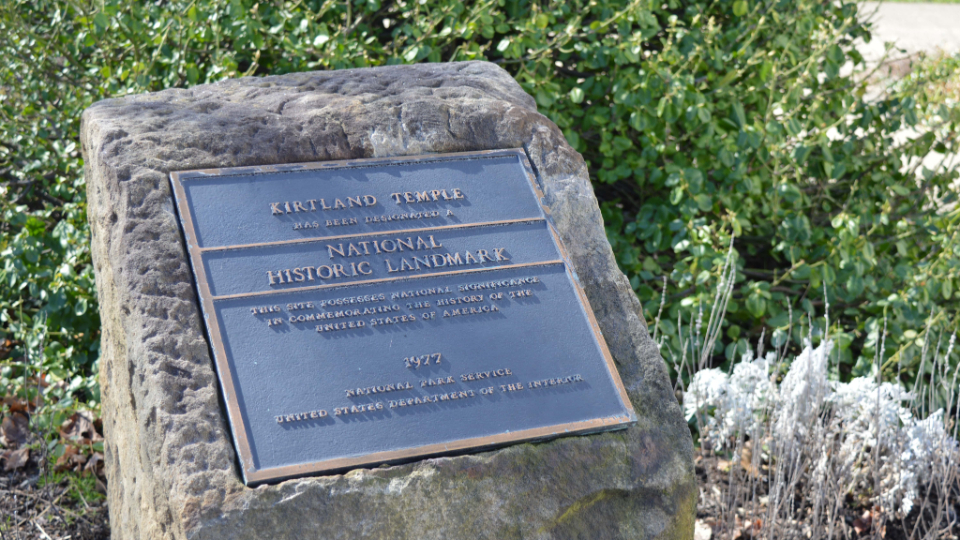 KIRTLAND TEMPLE
HAS BEEN DESIGNATED A
NATIONAL
HISTORIC LANDMARK
THIS SITE POSSESSES NATIONAL SIGNIFICANCE
IN COMMEMORATING THE HISTORY OF THE
UNITED STATES OF AMERICA
1977
NATIONAL PARK SERVICE
UNITED STATES DEPARTMENT OF THE INTERIOR